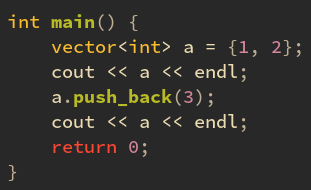 int main() {
    vector<int> a = {1, 2};
    cout << a << endl;
    a.push_back(3);
    cout << a << endl;
    return 0;
}